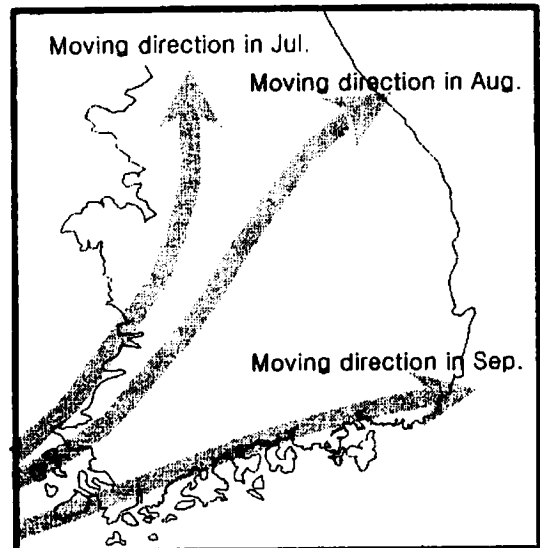 Moving direction in Jul.
Moving direction in Aug.
Moving direction in Sep.